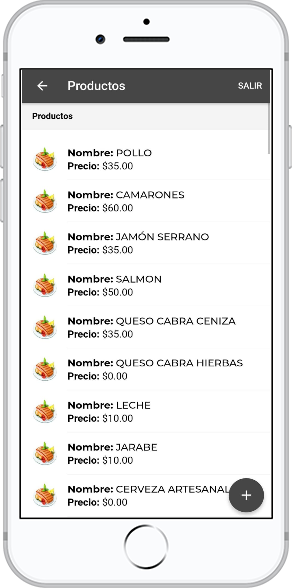 Productos
SALIR
Productos
Nombre: POLLO
Precio: $35.00
Nombre: CAMARONES
Precio: $60.00
Nombre: JAMÓN SERRANO
Precio: $35.00
Nombre: SALMON
Precio: $50.00
Nombre: QUESO CABRA CENIZA
Precio: $35.00
Nombre: QUESO CABRA HIERBAS
Precio: $0.00
Nombre: LECHE
Precio: $10.00
Nombre: JARABE
Precio: $10.00
Nombre: CERVEZA ARTESANAL
Precio: $0.00